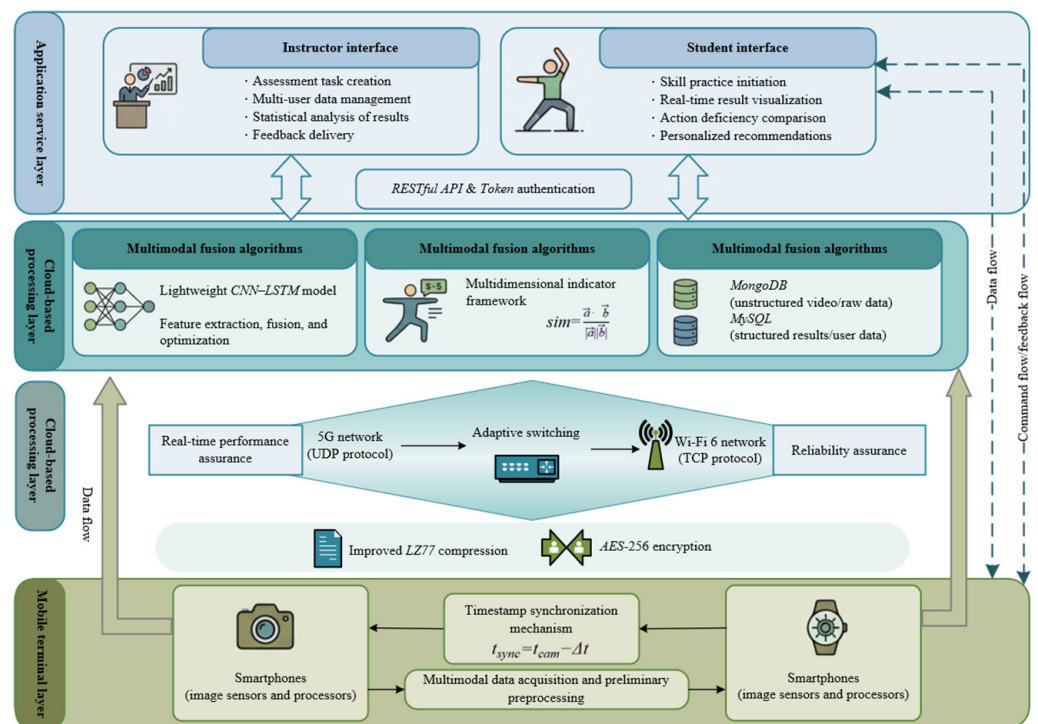 Application service layer
Instructor interface
· Assessment task creation
· Multi-user data management
· Statistical analysis of results
· Feedback delivery
Student interface
· Skill practice initiation
· Real-time result visualization
· Action deficiency comparison
· Personalized recommendations
RESTful API & Token authentication
Cloud-based
processing layer
Multimodal fusion algorithms
Lightweight CNN–LSTM model
Feature extraction, fusion, and
optimization
Multimodal fusion algorithms
S-5
Multidimensional indicator
framework
sim = a⃗ · b⃗ / |a⃗||b⃗|
Multimodal fusion algorithms
MongoDB
(unstructured video/raw data)
MySQL
(structured results/user data)
Data flow
Command flow/feedback flow
Cloud-based
processing layer
Real-time performance
assurance
5G network
(UDP protocol)
Adaptive switching
Wi-Fi 6 network
(TCP protocol)
Reliability assurance
Data flow
Improved LZ77 compression
AES-256 encryption
Mobile terminal layer
Smartphones
(image sensors and processors)
Timestamp synchronization
mechanism
t_sync=t_cam−Δt
Multimodal data acquisition and preliminary
preprocessing
Smartphones
(image sensors and processors)